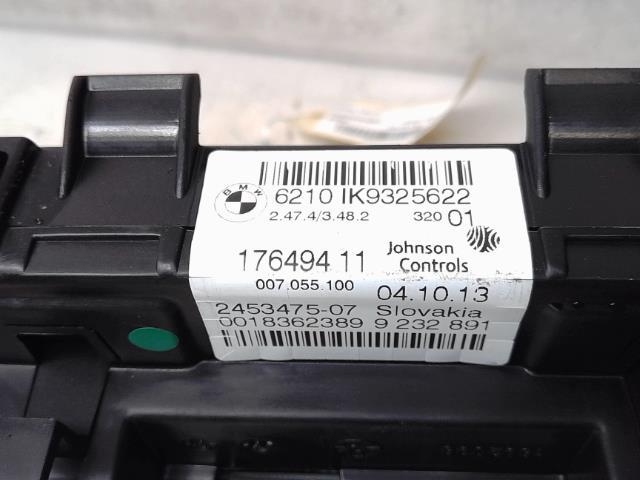 BMW
6210 IK9325622
2.47.4/3.48.2 320 01
176494 11 Johnson Controls
007.055.100 04.10.13
2453475-07 Slovakia
0018362389 9 232 891